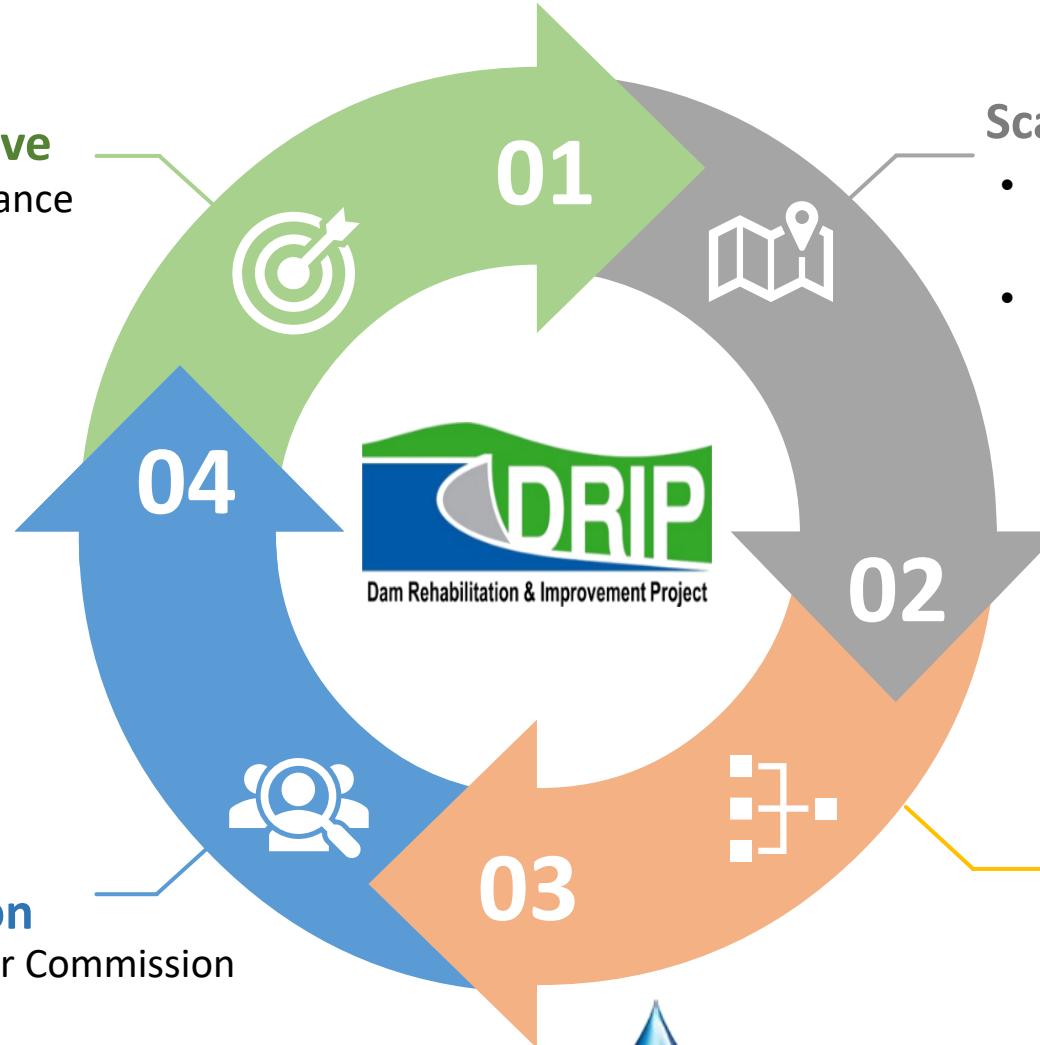 ve
ance
01
Sca
•
•
04
DRIP
Dam Rehabilitation & Improvement Project
02
03
on
r Commission